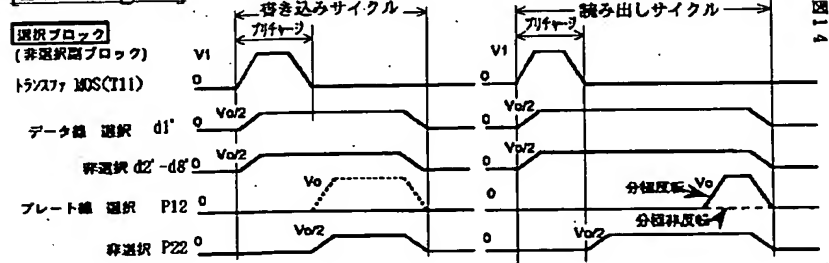 書き込みサイクル
読み出しサイクル
図14
プリチャージ
プリチャージ
選択ブロック
(非選択副ブロック)
V1
V1
トランスファ MOS(T11)
0
0
Vo/2
Vo/2
データ線 選択 d1'
0
0
Vo/2
Vo/2
非選択 d2'-d8'
0
0
Vo
分極反転
Vo
プレート線 選択 P12
0
0
分極非反転
Vo/2
Vo/2
非選択 P22
0
0